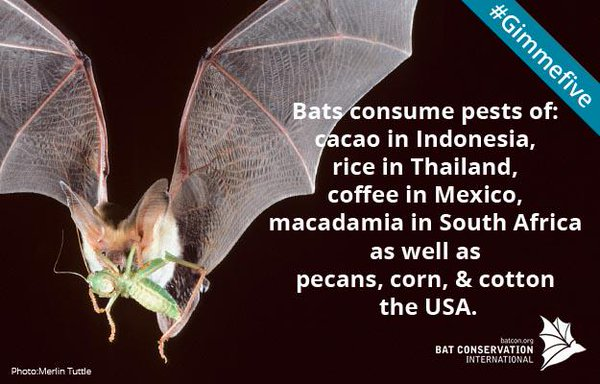 #Gimmefive
Bats consume pests of:
cacao in Indonesia,
rice in Thailand,
coffee in Mexico,
macadamia in South Africa
as well as
pecans, corn, & cotton
the USA.
batcon.org
BAT CONSERVATION
INTERNATIONAL
Photo:Merlin Tuttle